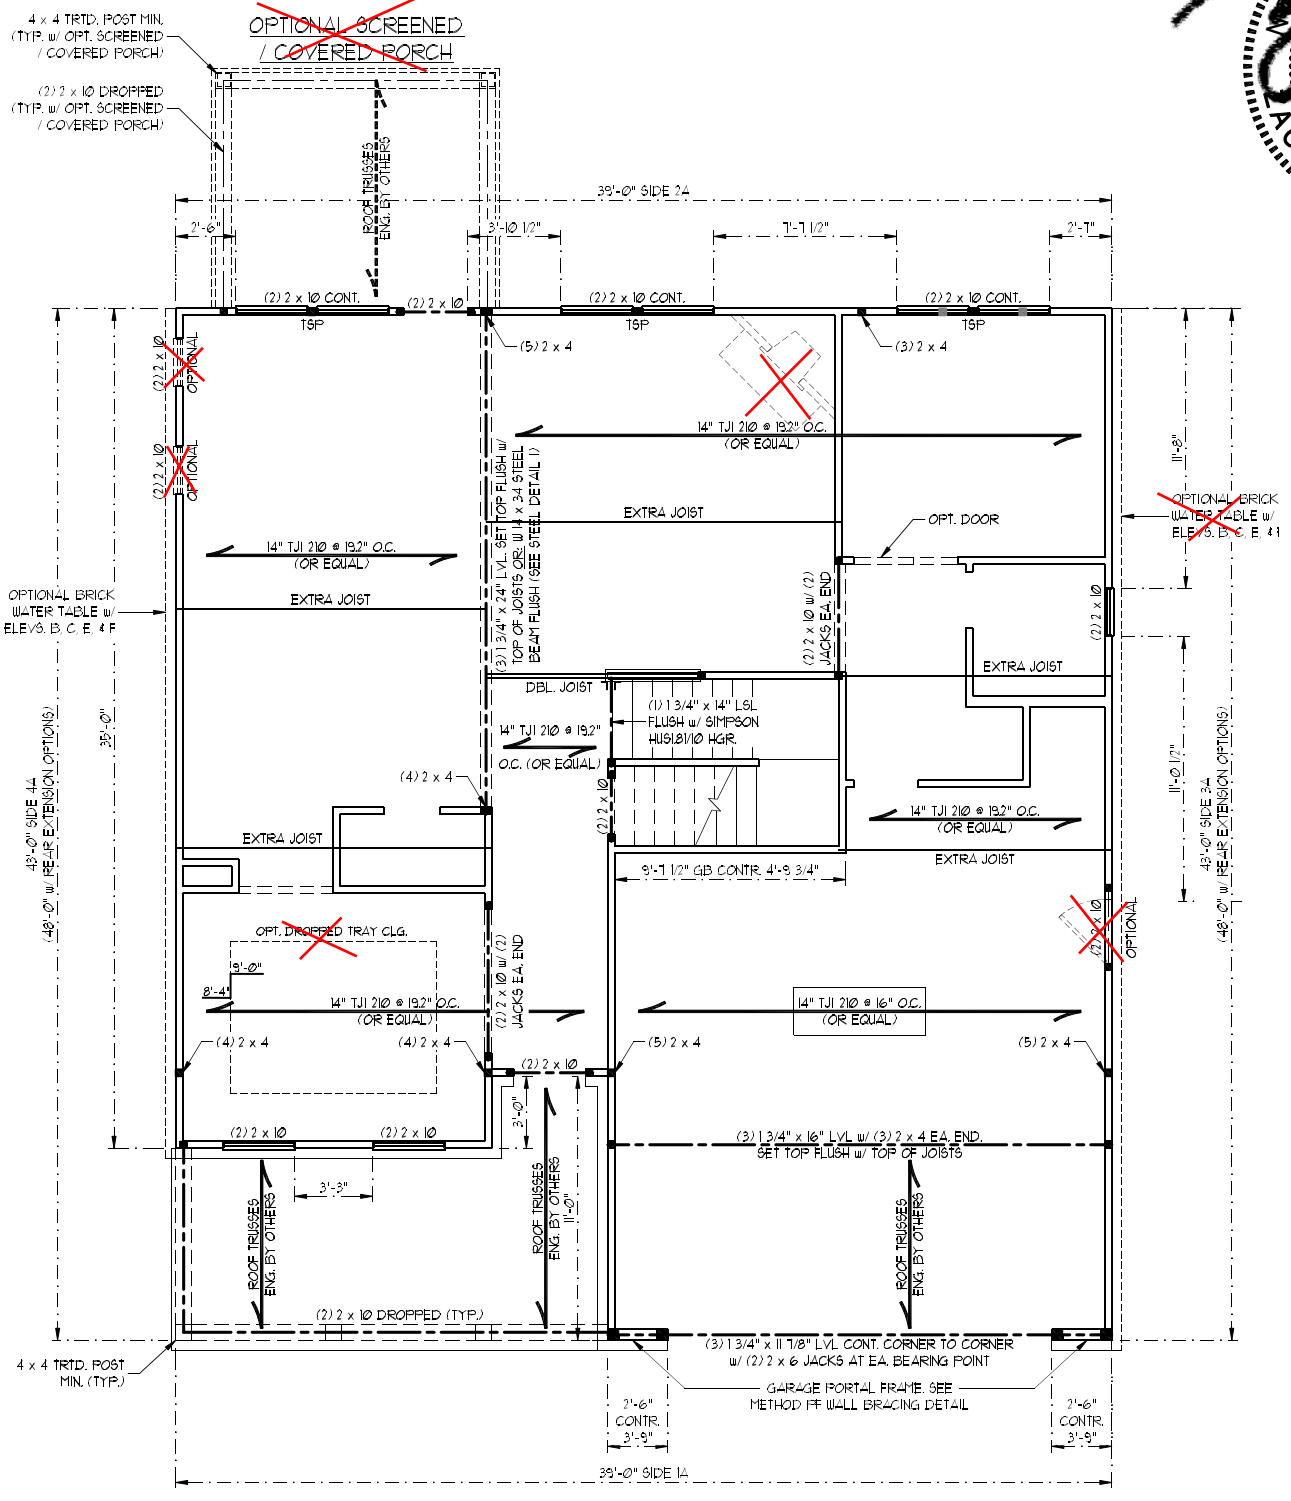 4 x 4 TRTD. POST MIN.
(TYP. w/ OPT. SCREENED
/ COVERED PORCH)
OPTIONAL SCREENED
/ COVERED PORCH
(2) 2 x 10 DROPPED
(TYP. w/ OPT. SCREENED
/ COVERED PORCH)
ROOF TRUSSES
ENG. BY OTHERS
39'-0" SIDE 2A
2'-6"
3'-10 1/2"
7'-7 1/2"
2'-7"
(2) 2 x 10 CONT.
TSP
(2) 2 x 10
(2) 2 x 10 CONT.
TSP
(2) 2 x 10 CONT.
TSP
(5) 2 x 4
(3) 2 x 4
(2) 2 x 10
OPTIONAL
(2) 2 x 10
OPTIONAL
14" TJI 210 @ 19.2" O.C.
(OR EQUAL)
11'-8"
(3) 1 3/4" x 24" LVL. SET TOP FLUSH w/
TOP OF JOISTS OR: W14 x 34 STEEL
BEAM FLUSH (SEE STEEL DETAIL 1)
EXTRA JOIST
OPT. DOOR
OPTIONAL BRICK
WATER TABLE w/
ELEVS. B, C, E, & F
14" TJI 210 @ 19.2" O.C.
(OR EQUAL)
EXTRA JOIST
OPTIONAL BRICK
WATER TABLE w/
ELEVS. B, C, E, & F
(2) 2 x 10 w/ (2)
JACKS EA. END
(2) 2 x 10
EXTRA JOIST
DBL. JOIST
(1) 1 3/4" x 14" LSL
FLUSH w/ SIMPSON
HUS1.81/10 HGR.
14" TJI 210 @ 19.2"
O.C. (OR EQUAL)
35'-0"
43'-0" SIDE 4A
(48'-0" w/ REAR EXTENSION OPTIONS)
(4) 2 x 4
(2) 2 x 10
11'-0 1/2"
43'-0" SIDE 3A
(48'-0" w/ REAR EXTENSION OPTIONS)
14" TJI 210 @ 19.2" O.C.
(OR EQUAL)
EXTRA JOIST
EXTRA JOIST
9'-7 1/2" GB CONTR. 4'-9 3/4"
OPT. DROPPED TRAY CLG.
9'-0"
8'-4"
(2) 2 x 10 w/ (2)
JACKS EA. END
(2) 2 x 10
OPTIONAL
14" TJI 210 @ 19.2" O.C.
(OR EQUAL)
14" TJI 210 @ 16" O.C.
(OR EQUAL)
(4) 2 x 4
(4) 2 x 4
(5) 2 x 4
(5) 2 x 4
(2) 2 x 10
3'-0"
(2) 2 x 10
(2) 2 x 10
(3) 1 3/4" x 16" LVL w/ (3) 2 x 4 EA. END.
SET TOP FLUSH w/ TOP OF JOISTS
3'-3"
ROOF TRUSSES
ENG. BY OTHERS
ROOF TRUSSES
ENG. BY OTHERS
11'-0"
ROOF TRUSSES
ENG. BY OTHERS
(2) 2 x 10 DROPPED (TYP.)
(3) 1 3/4" x 11 7/8" LVL CONT. CORNER TO CORNER
w/ (2) 2 x 6 JACKS AT EA. BEARING POINT
4 x 4 TRTD. POST
MIN. (TYP.)
GARAGE PORTAL FRAME. SEE
METHOD PF WALL BRACING DETAIL
2'-6"
CONTR.
3'-9"
2'-6"
CONTR.
3'-9"
39'-0" SIDE 1A